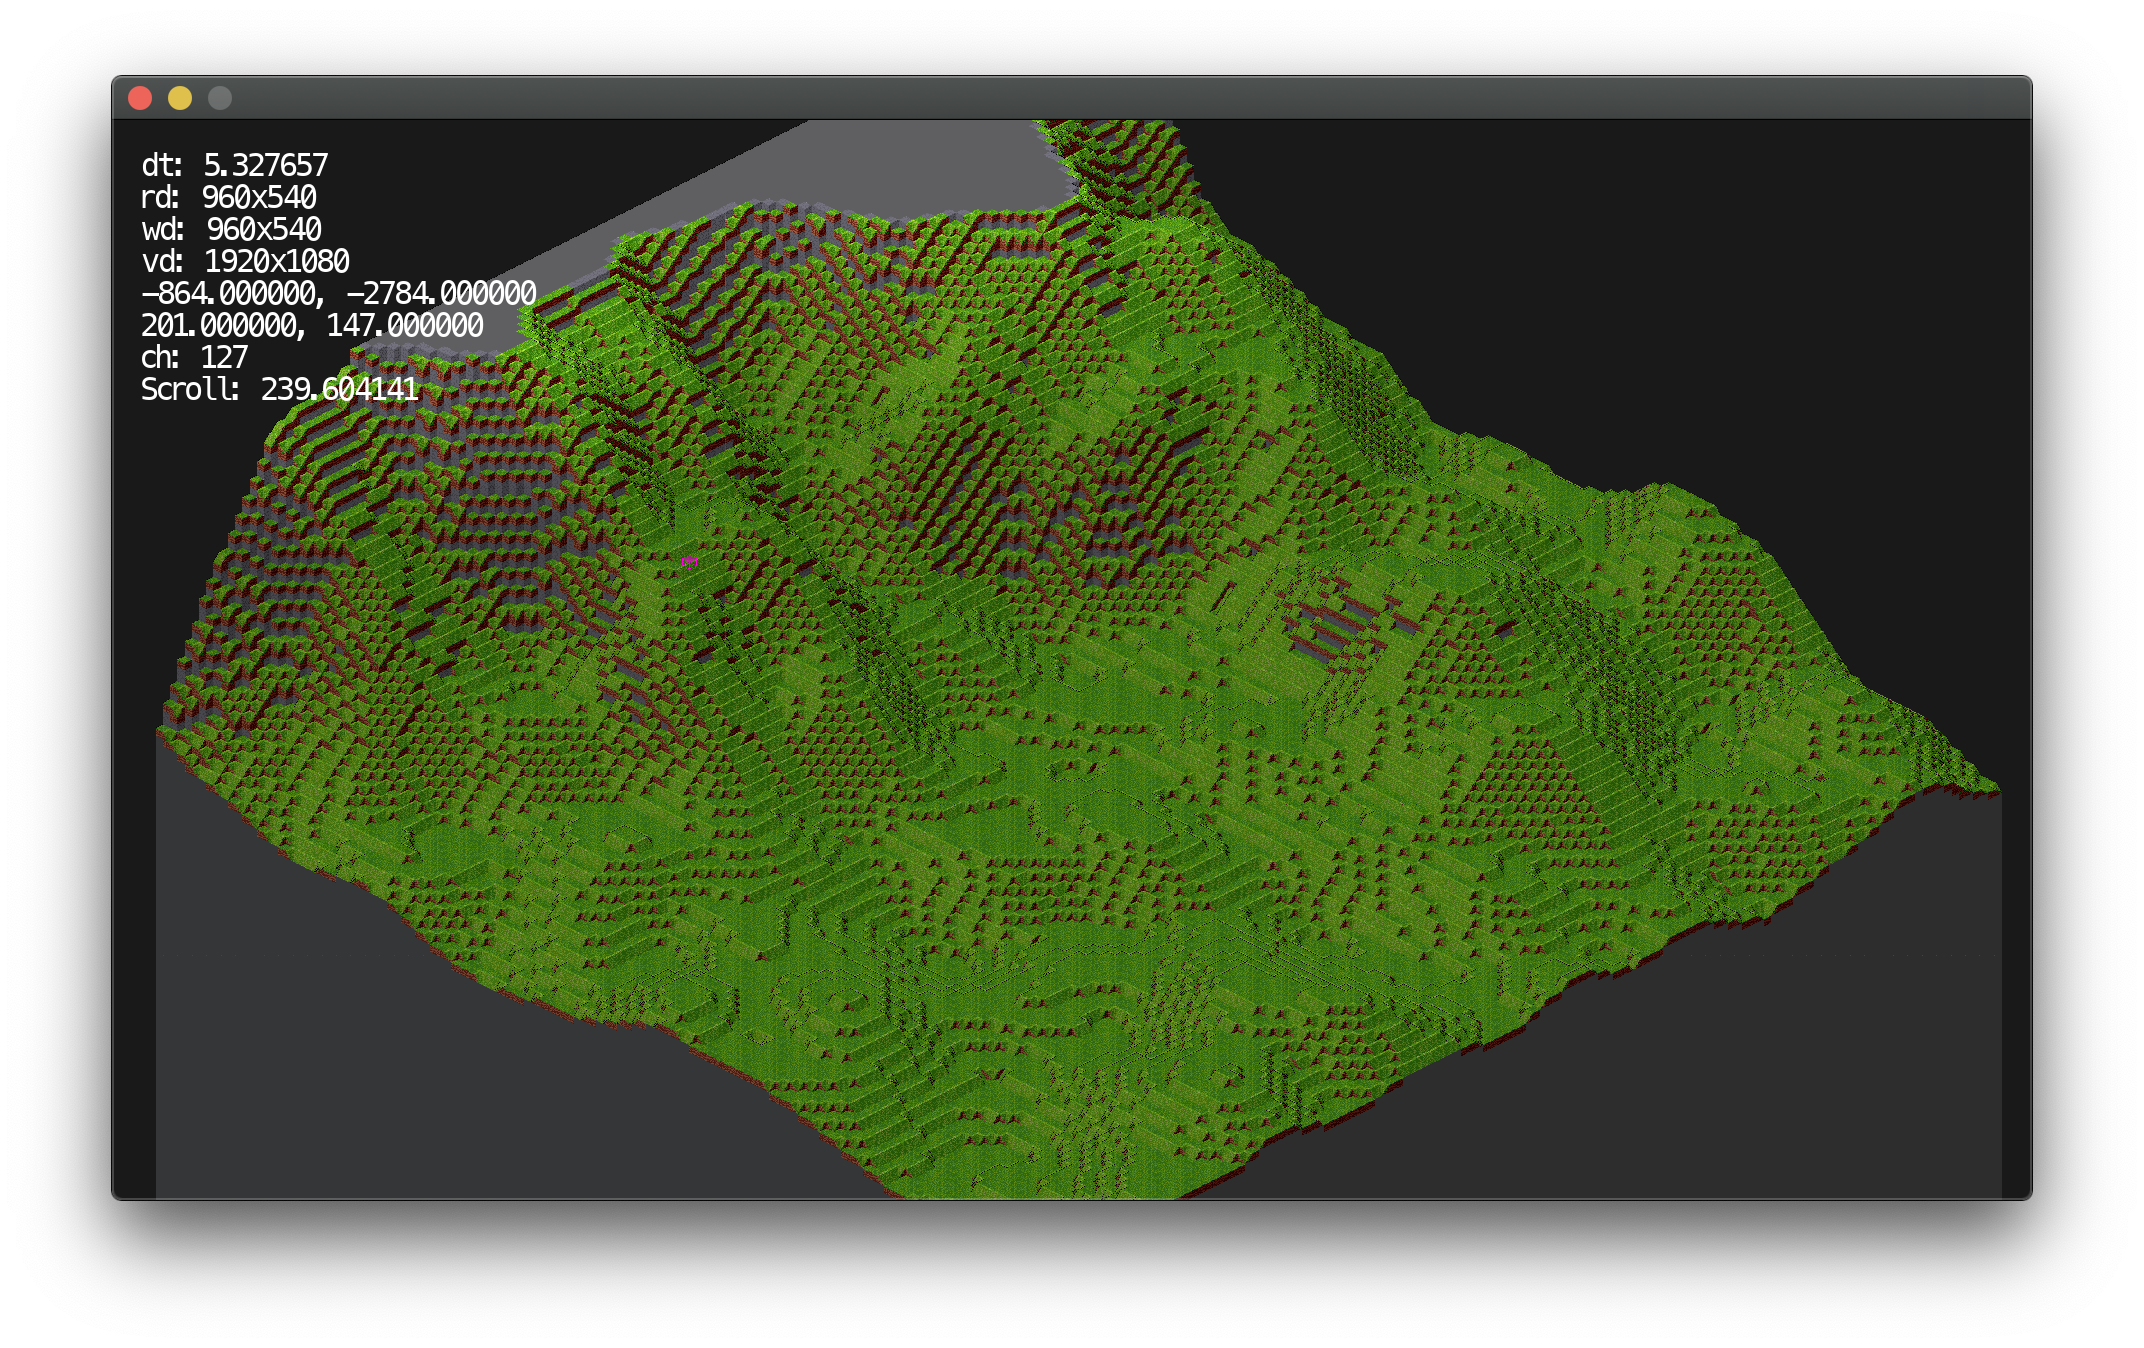 dt: 5.327657
rd: 960x540
wd: 960x540
vd: 1920x1080
-864.000000, -2784.000000
201.000000, 147.000000
ch: 127
Scroll: 239.604141